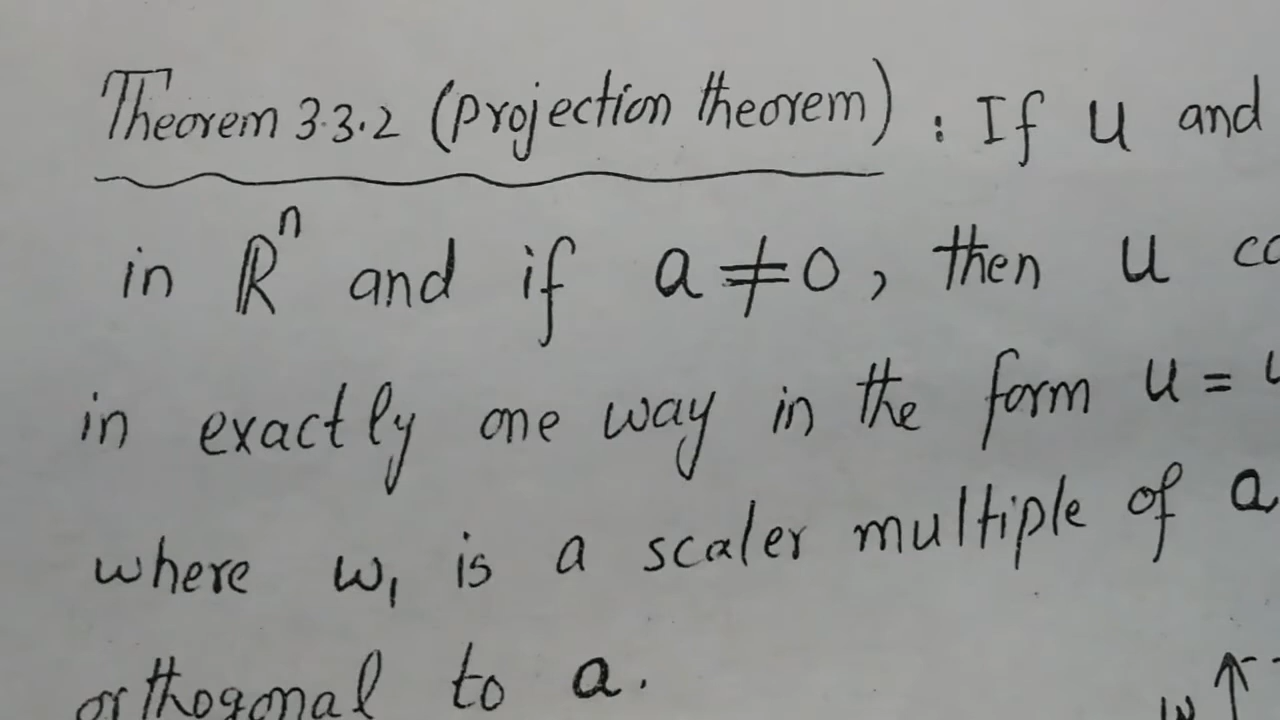 Theorem 3.3.2 (Projection theorem) : If u and
in ℝⁿ and if a ≠ 0, then u
in exactly one way in the form u =
where w₁ is a scaler multiple of a
orthogonal to a.
w